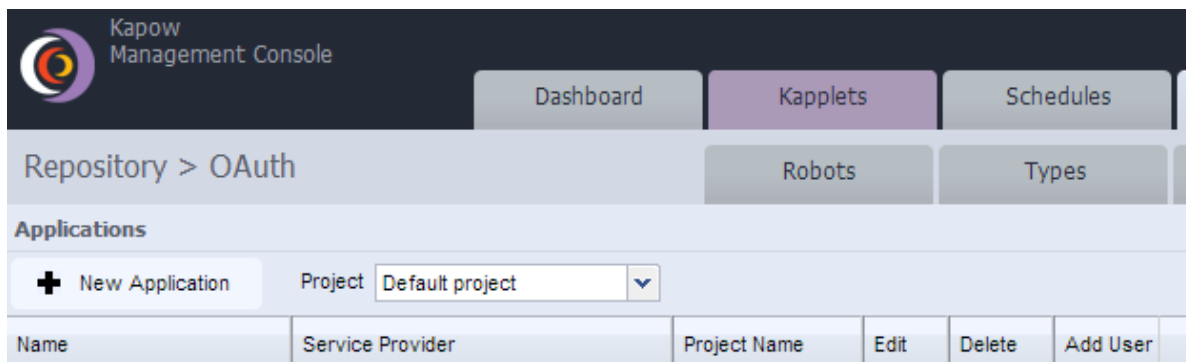 Kapow
Management Console
Dashboard Kapplets Schedules
Repository > OAuth Robots Types
Applications
New Application Project Default project
Name Service Provider Project Name Edit Delete Add User